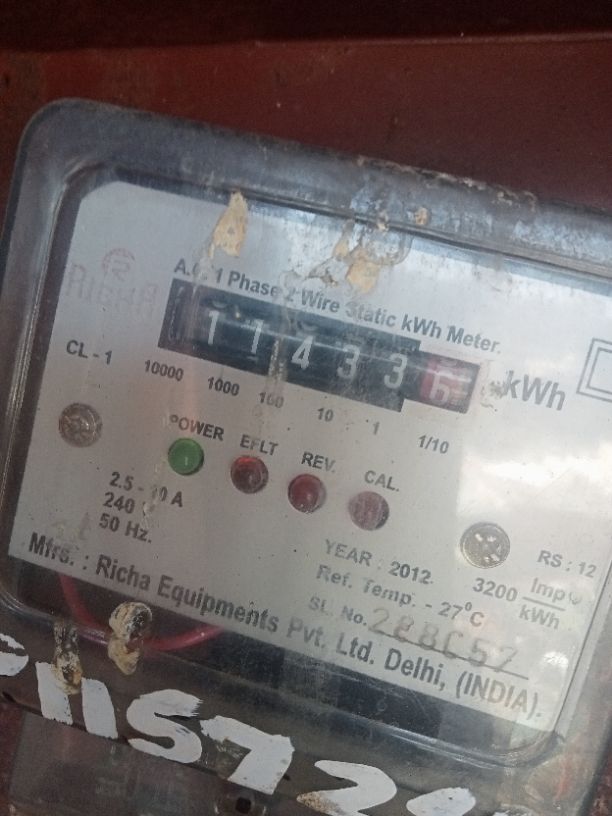 RICHA
A.C. 1 Phase 2 Wire Static kWh Meter.
1 1 4 3 3 6 kWh
CL - 1 10000 1000 100 10 1 1/10
POWER EFLT REV. CAL.
2.5 - 10 A
240
50 Hz.
YEAR : 2012 RS : 12
Ref. Temp. - 27°C 3200 Imp/kWh
SL. No.
Mfrs. : Richa Equipments Pvt. Ltd. Delhi, (INDIA).